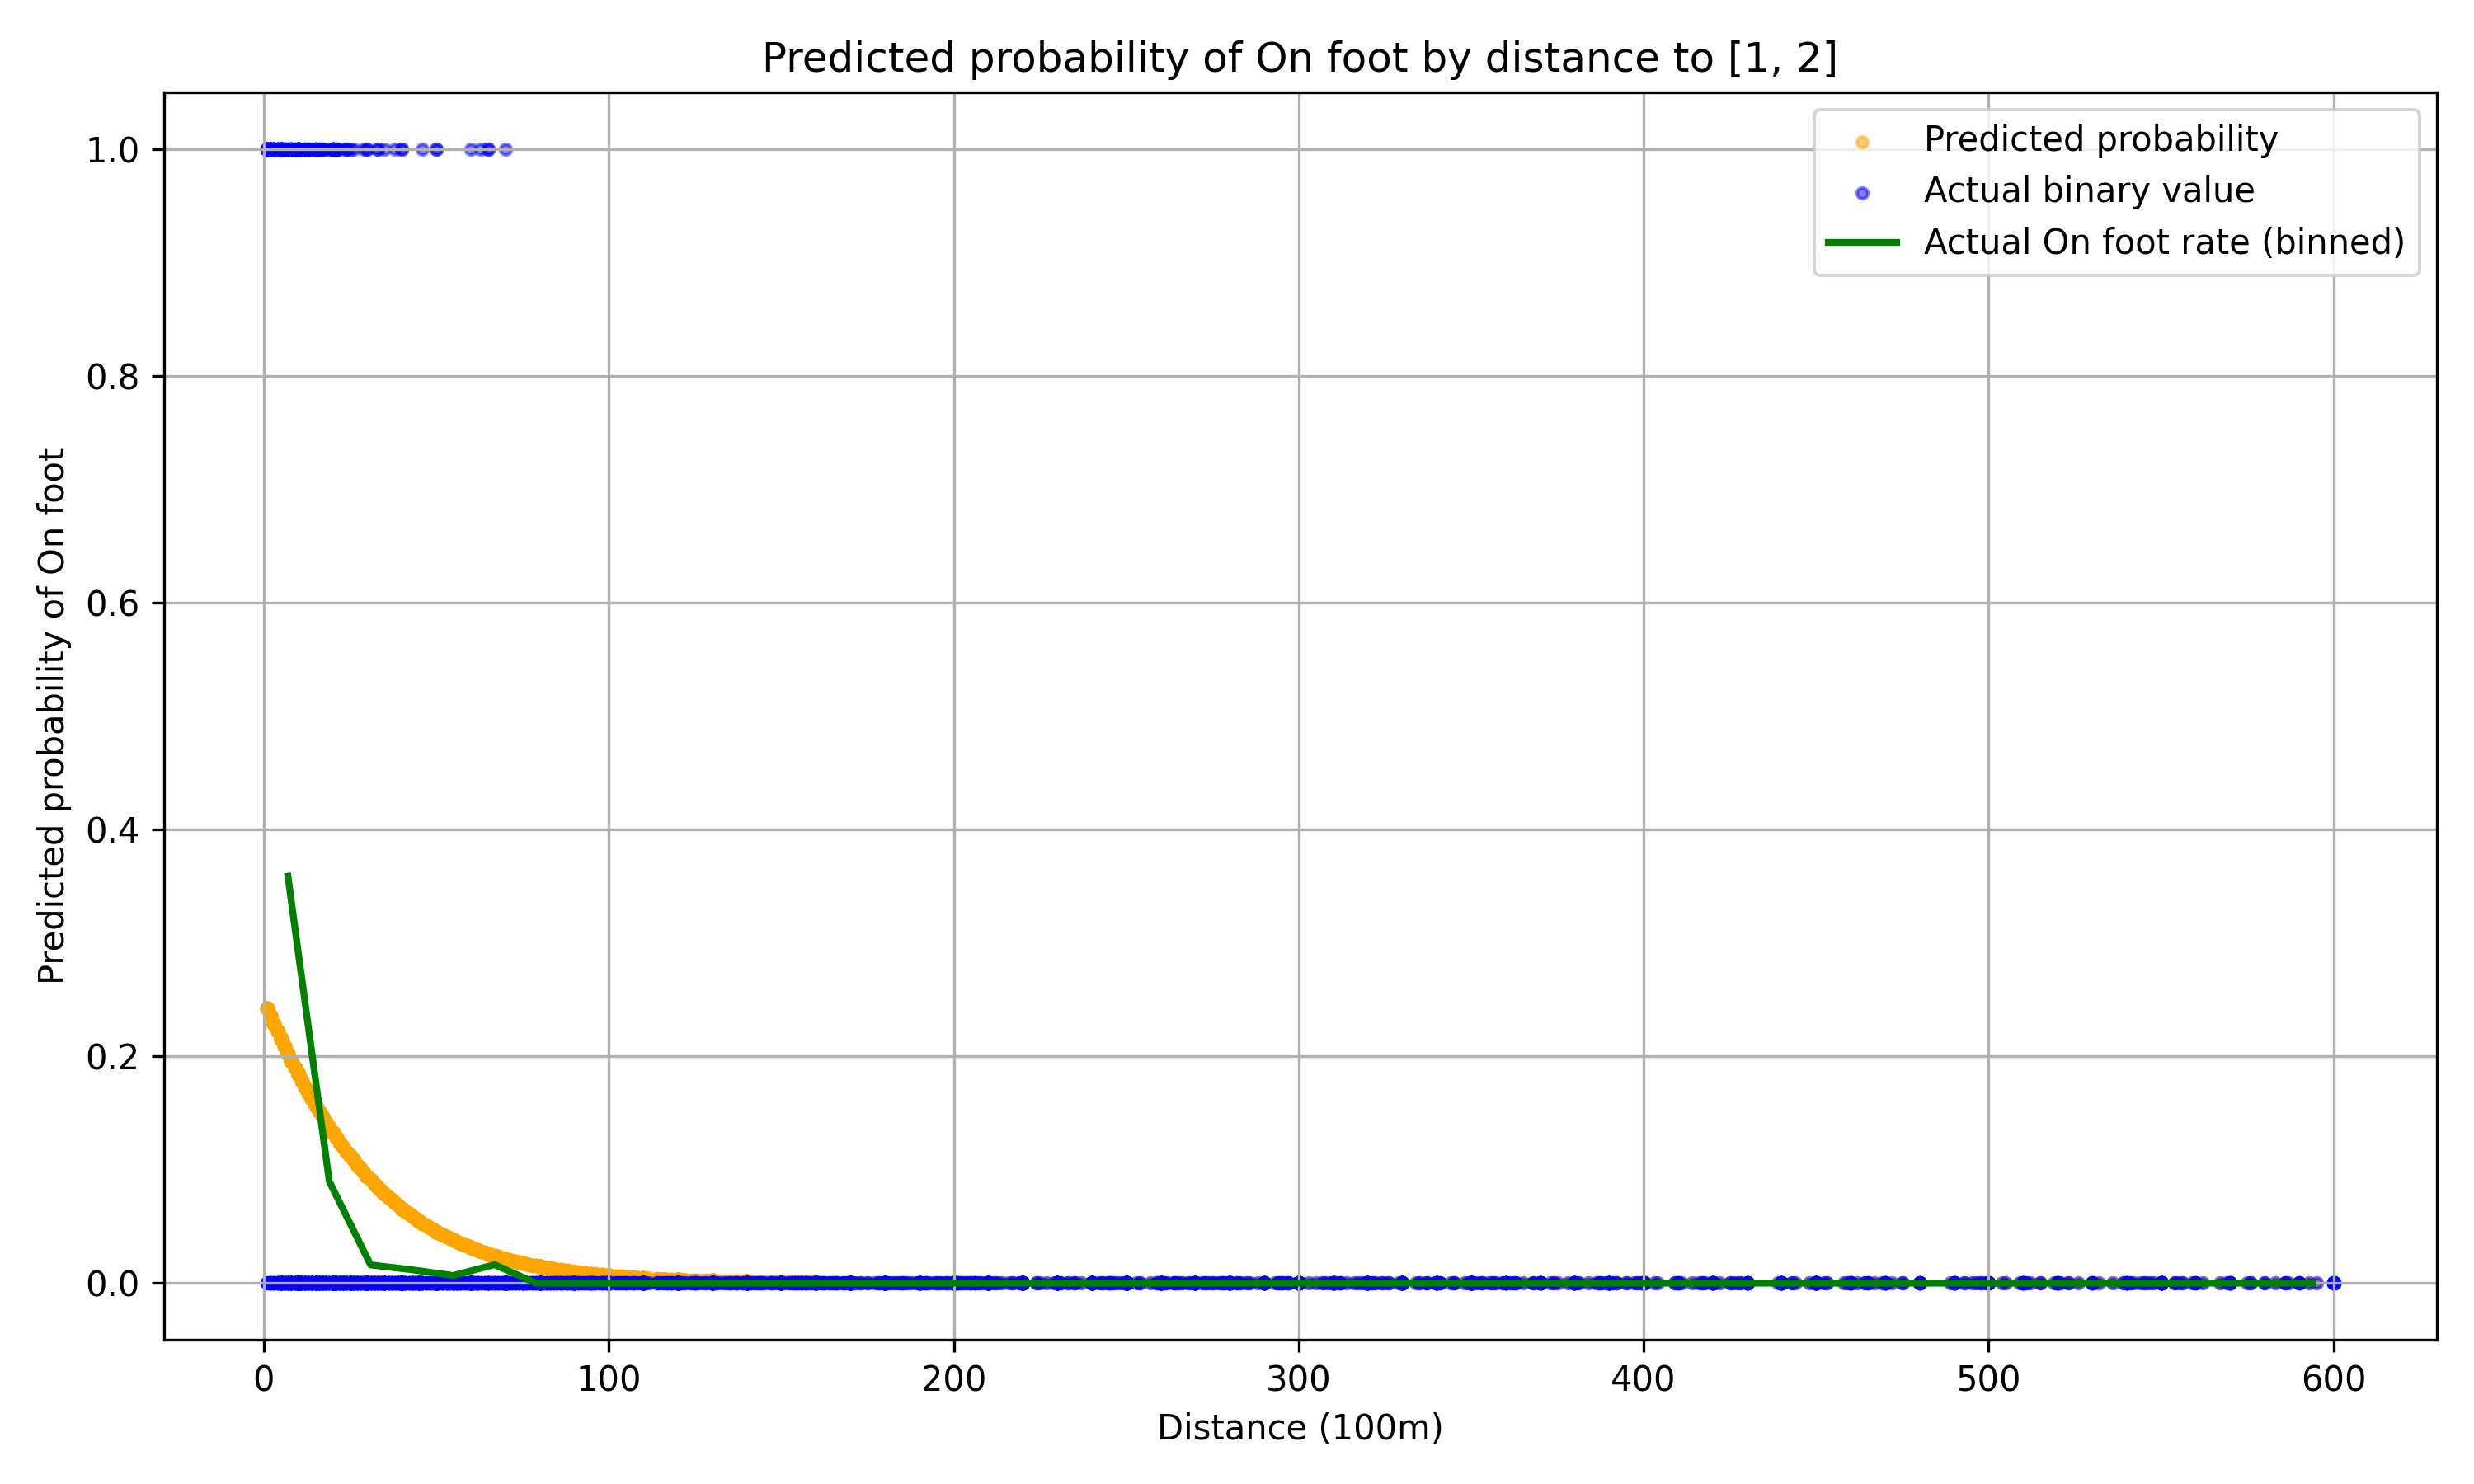 Predicted probability of On foot by distance to [1, 2]
Predicted probability
Actual binary value
Actual On foot rate (binned)
Predicted probability of On foot
1.0
0.8
0.6
0.4
0.2
0.0
0 100 200 300 400 500 600
Distance (100m)